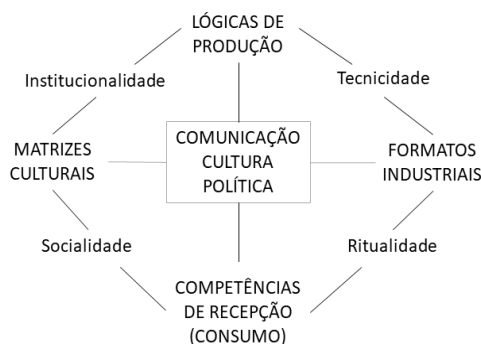 LÓGICAS DE
PRODUÇÃO
Institucionalidade
Tecnicidade
MATRIZES
CULTURAIS
COMUNICAÇÃO
CULTURA
POLÍTICA
FORMATOS
INDUSTRIAIS
Socialidade
Ritualidade
COMPETÊNCIAS
DE RECEPÇÃO
(CONSUMO)